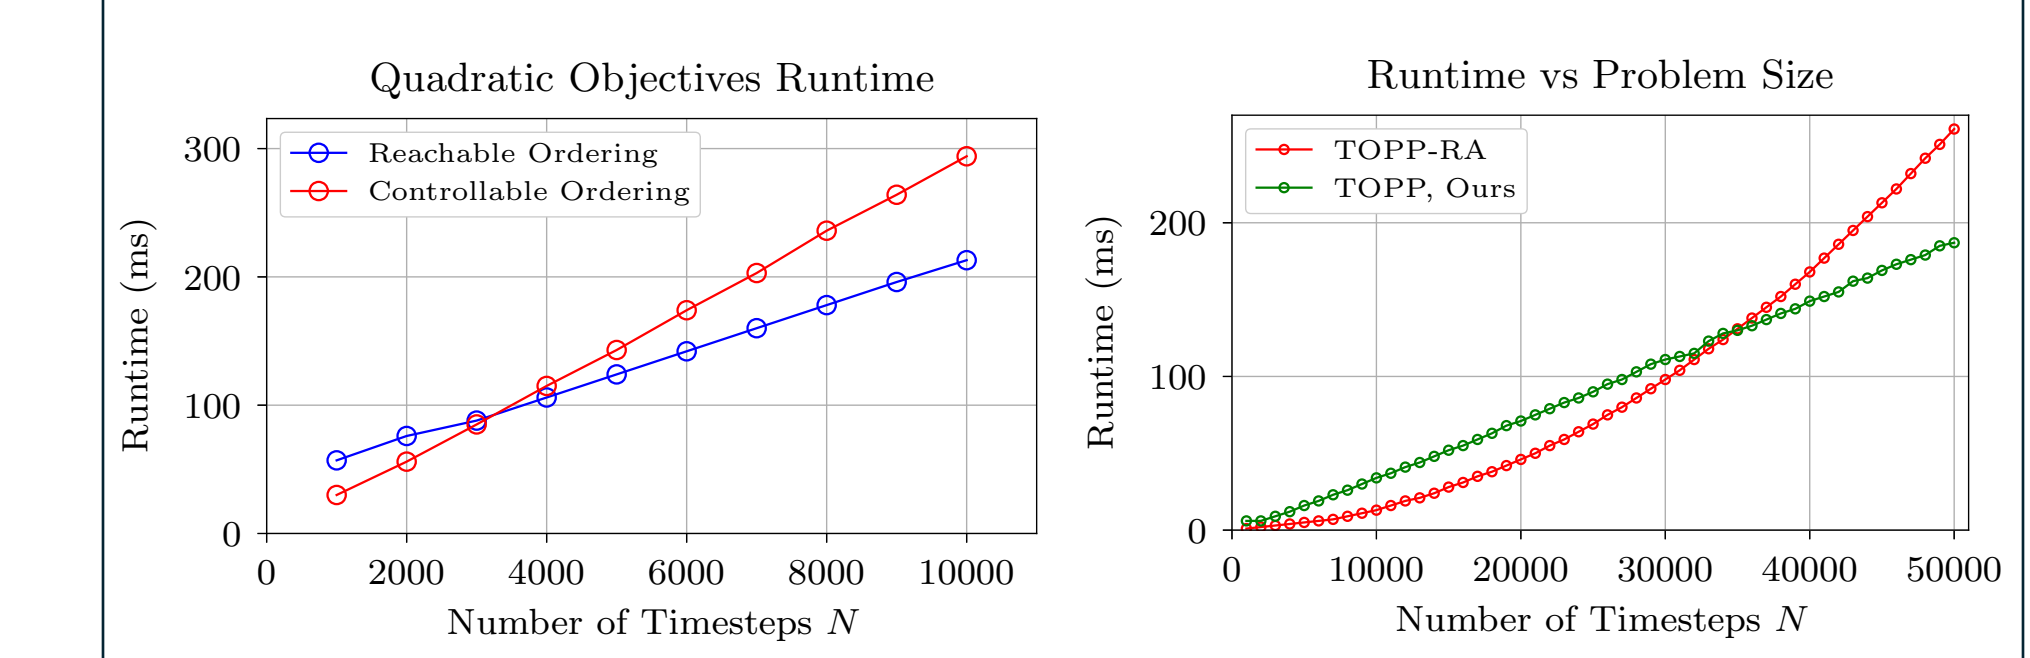 Quadratic Objectives Runtime
300
200
100
0
Runtime (ms)
Reachable Ordering
Controllable Ordering
0 2000 4000 6000 8000 10000
Number of Timesteps N
Runtime vs Problem Size
200
100
0
Runtime (ms)
TOPP-RA
TOPP, Ours
0 10000 20000 30000 40000 50000
Number of Timesteps N